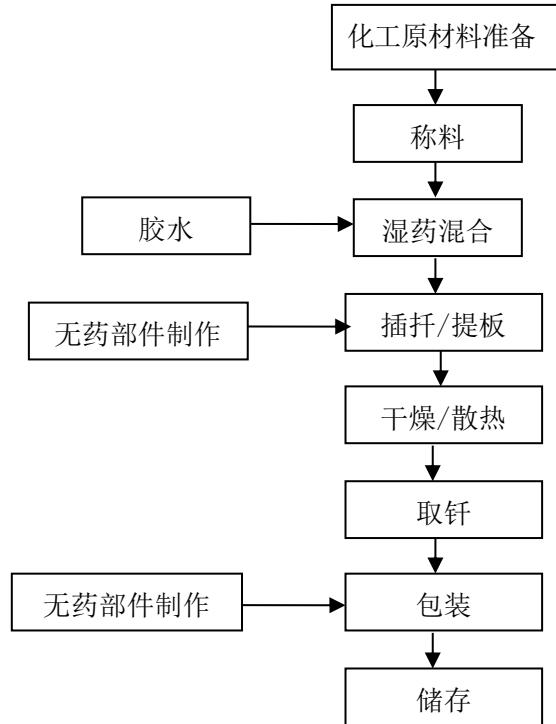 化工原材料准备
称料
胶水
湿药混合
无药部件制作
插扦/提板
干燥/散热
取钎
无药部件制作
包装
储存